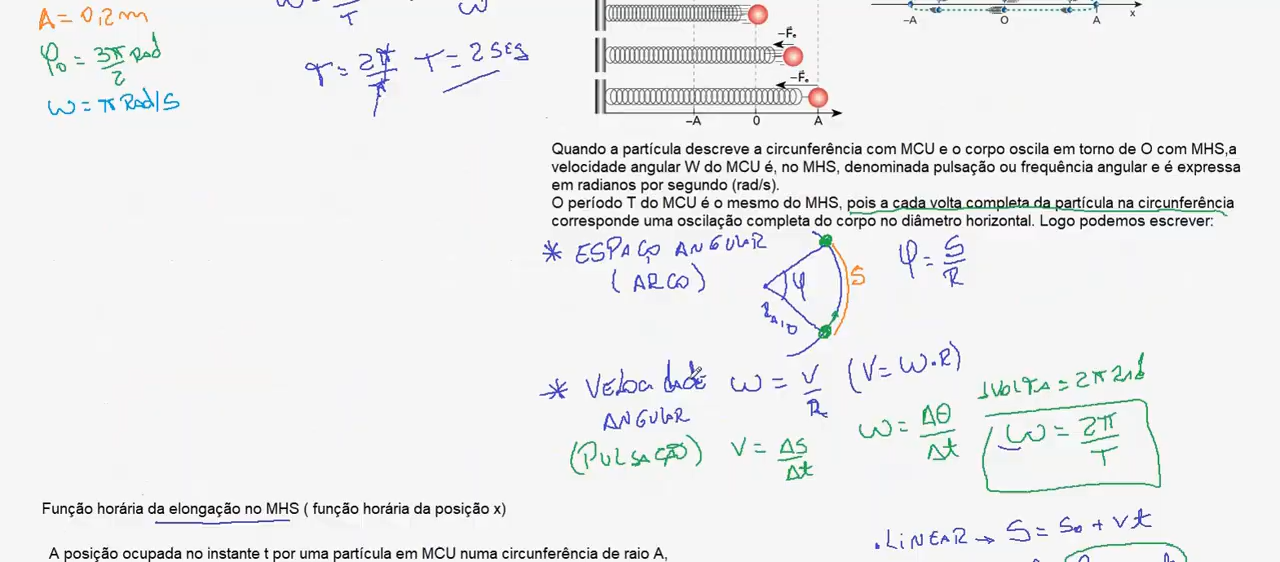 A = 0,2 m
φ₀ = 3π/2 RAD
ω = π RAD/S
T
ω
T = 2π/π T = 2 SEG
-F
-F
-A 0 A
-A O A x
Quando a partícula descreve a circunferência com MCU e o corpo oscila em torno de O com MHS,a
velocidade angular W do MCU é, no MHS, denominada pulsação ou frequência angular e é expressa
em radianos por segundo (rad/s).
O período T do MCU é o mesmo do MHS, pois a cada volta completa da partícula na circunferência
corresponde uma oscilação completa do corpo no diâmetro horizontal. Logo podemos escrever:
* ESPAÇO ANGULAR
(ARCO)
φ
S
RAIO
φ = S/R
* VELOCIDADE
ANGULAR
(PULSAÇÃO)
ω = V/R (V = ω.R)
V = ΔS/Δt
ω = Δθ/Δt
1 VOLTA = 2π RAD
ω = 2π/T
Função horária da elongação no MHS ( função horária da posição x)
A posição ocupada no instante t por uma partícula em MCU numa circunferência de raio A,
. LINEAR → S = S₀ + vt